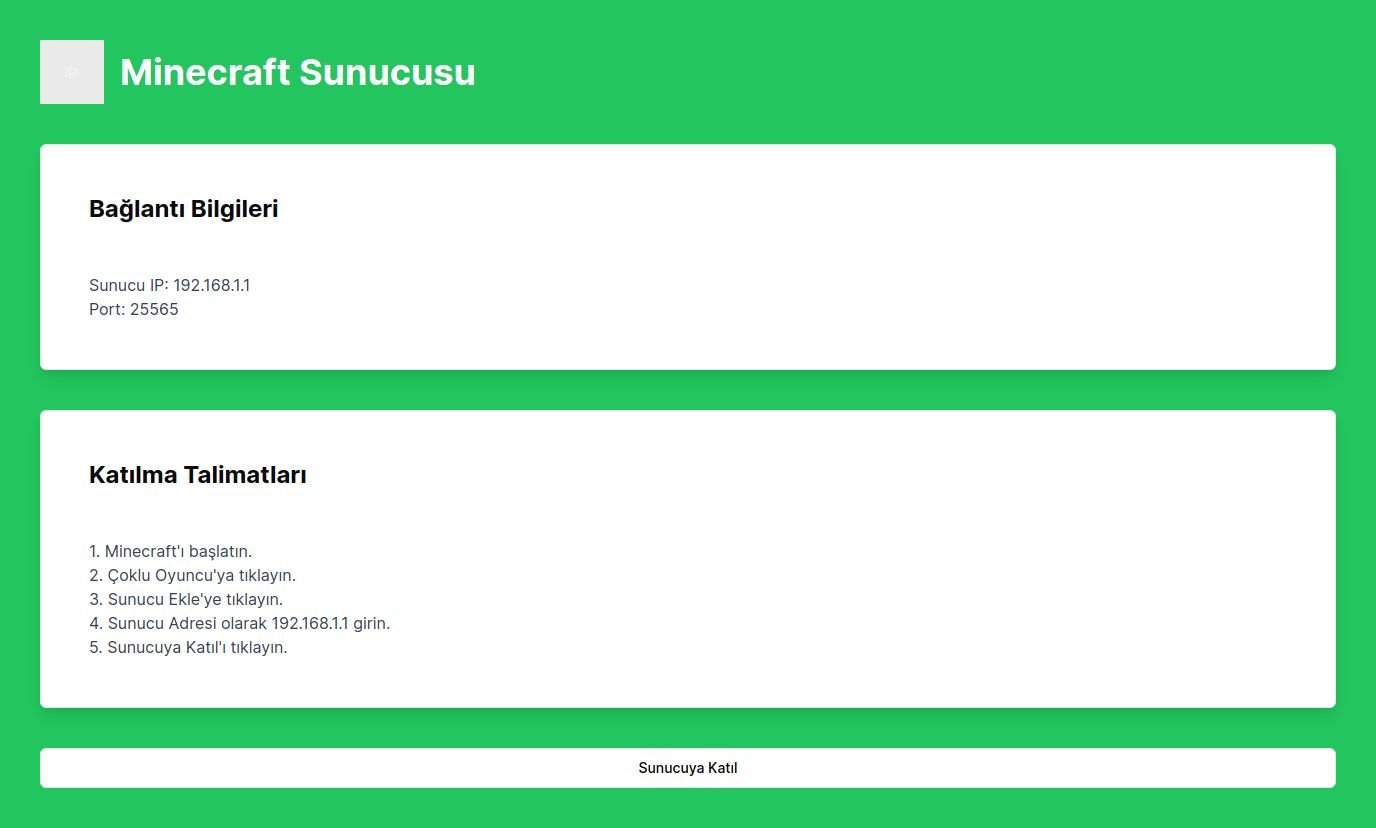 Minecraft Sunucusu
Bağlantı Bilgileri
Sunucu IP: 192.168.1.1
Port: 25565
Katılma Talimatları
1. Minecraft'ı başlatın.
2. Çoklu Oyuncu'ya tıklayın.
3. Sunucu Ekle'ye tıklayın.
4. Sunucu Adresi olarak 192.168.1.1 girin.
5. Sunucuya Katıl'ı tıklayın.
Sunucuya Katıl